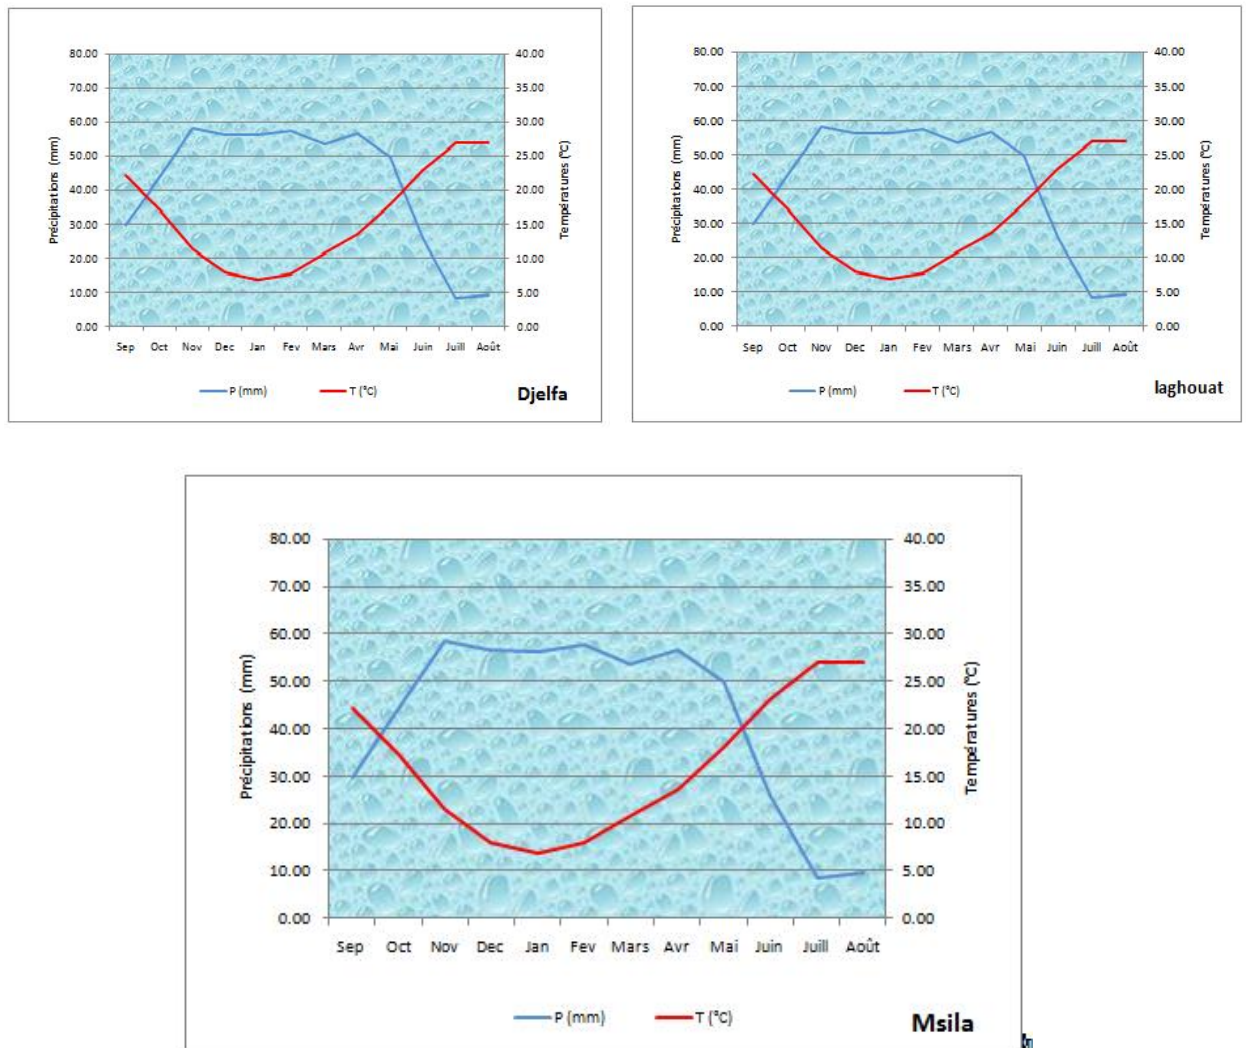 80.00 40.00
70.00 35.00
60.00 30.00
50.00 25.00
40.00 20.00
30.00 15.00
20.00 10.00
10.00 5.00
0.00 0.00
Précipitations (mm)
Températures (°C)
Sep Oct Nov Dec Jan Fev Mars Avr Mai Juin Juill Août
P (mm) T (°C)
Djelfa
80.00 40.00
70.00 35.00
60.00 30.00
50.00 25.00
40.00 20.00
30.00 15.00
20.00 10.00
10.00 5.00
0.00 0.00
Précipitations (mm)
Températures (°C)
Sep Oct Nov Dec Jan Fev Mars Avr Mai Juin Juill Août
P (mm) T (°C)
laghouat
80.00 40.00
70.00 35.00
60.00 30.00
50.00 25.00
40.00 20.00
30.00 15.00
20.00 10.00
10.00 5.00
0.00 0.00
Précipitations (mm)
Températures (°C)
Sep Oct Nov Dec Jan Fev Mars Avr Mai Juin Juill Août
P (mm) T (°C)
Msila